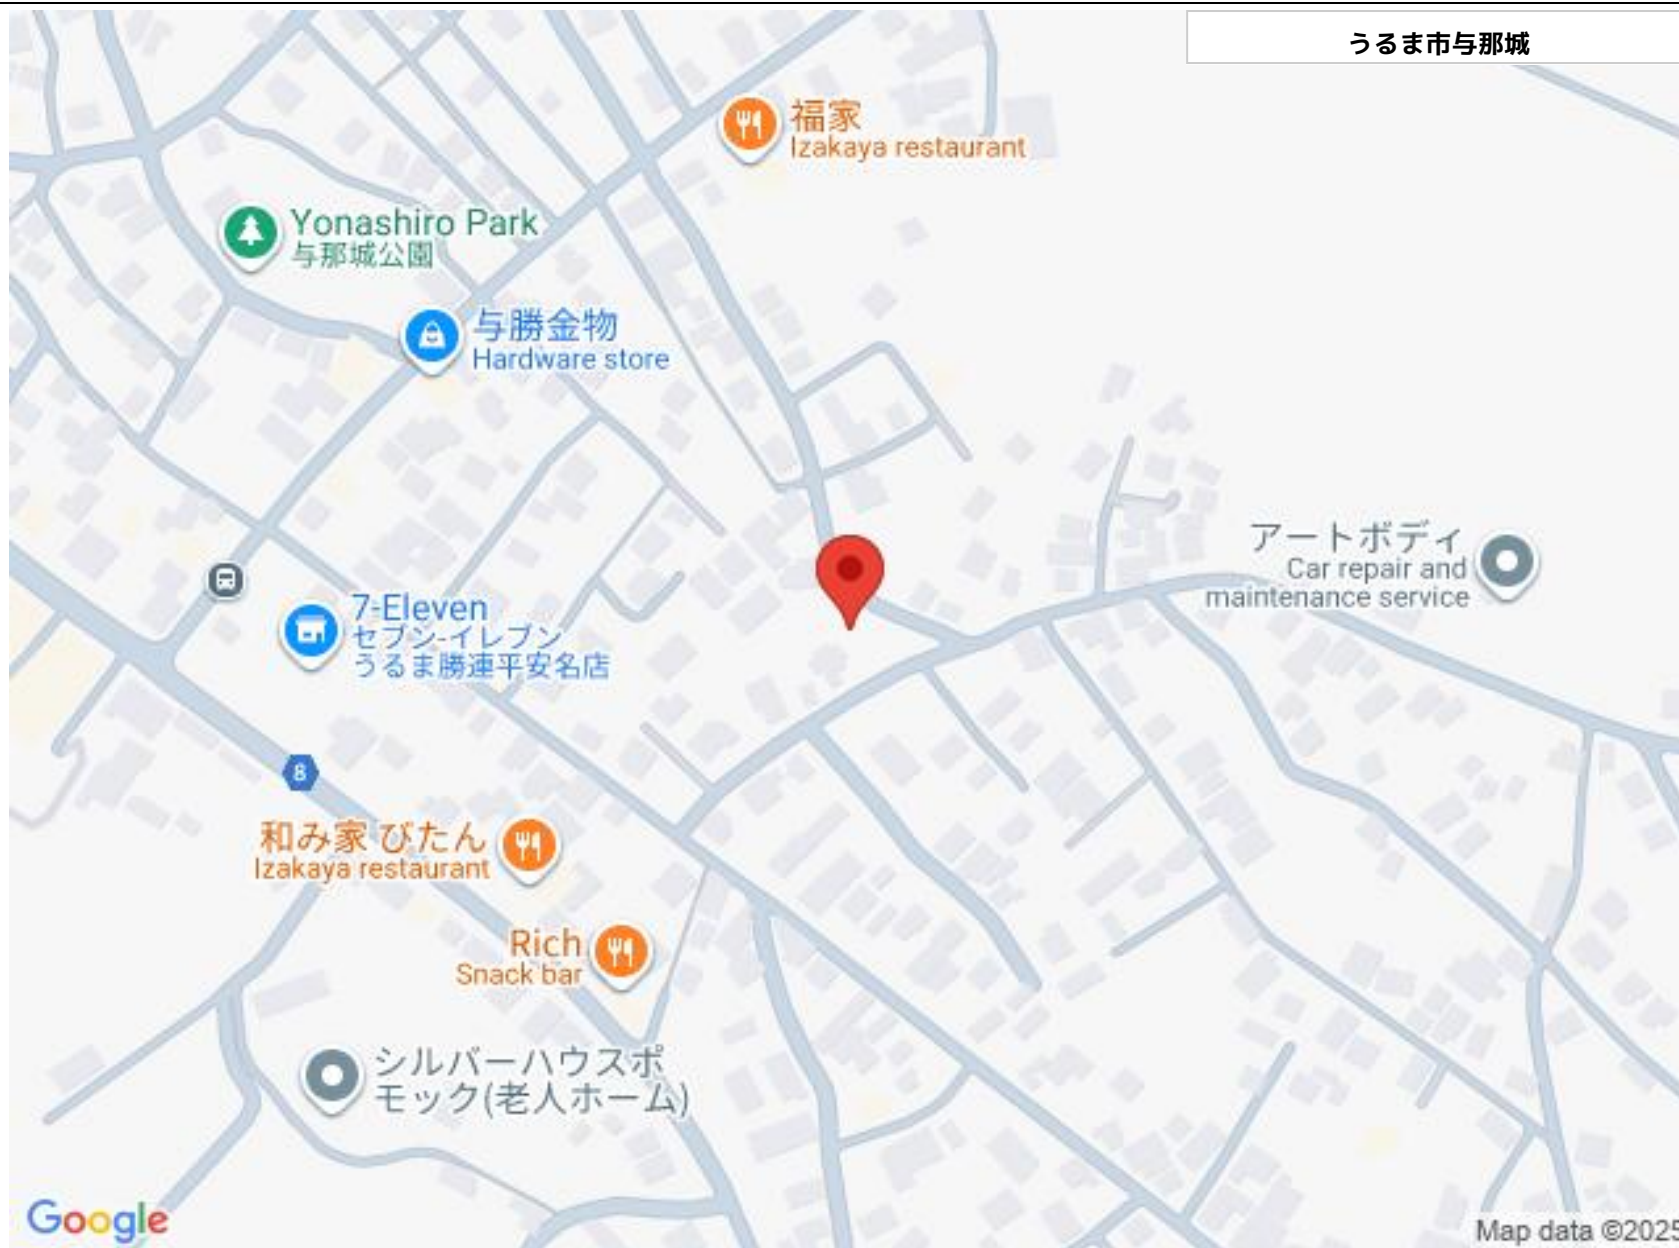 うるま市与那城
福家
Izakaya restaurant
Yonashiro Park
与那城公園
与勝金物
Hardware store
アートボディ
Car repair and
maintenance service
7-Eleven
セブン-イレブン
うるま勝連平安名店
8
和み家 びたん
Izakaya restaurant
Rich
Snack bar
シルバーハウスポ
モック(老人ホーム)
Google
Map data ©2025